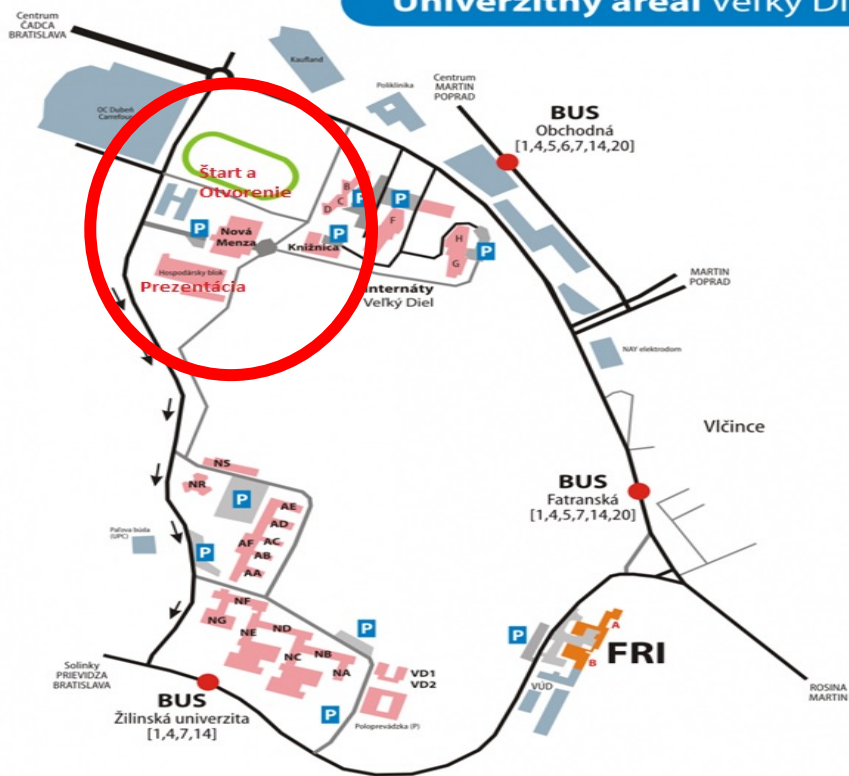 Univerzitný areál Veľký Die
Centrum
ČADCA
BRATISLAVA
Kaufland
OC Dubeň
Carrefour
Poliklinika
Centrum
MARTIN
POPRAD
BUS
Obchodná
[1,4,5,6,7,14,20]
Štart a
Otvorenie
B
C
D
P
P
F
P
Nová
Menza
P
Knižnica
H
G
P
Hospodársky blok
Prezentácia
Internáty
Veľký Diel
MARTIN
POPRAD
NAY elektrodom
Vlčince
BUS
Fatranská
[1,4,5,7,14,20]
NS
NR
P
AE
AD
AC
AF
AB
AA
Paľova búda
(UPC)
P
NF
NG
NE
ND
NC
NB
NA
P
VD1
VD2
P
Poloprevádzka (P)
P
A
B
FRI
VÚD
Solinky
PRIEVIDZA
BRATISLAVA
BUS
Žilinská univerzita
[1,4,7,14]
ROSINA
MARTIN